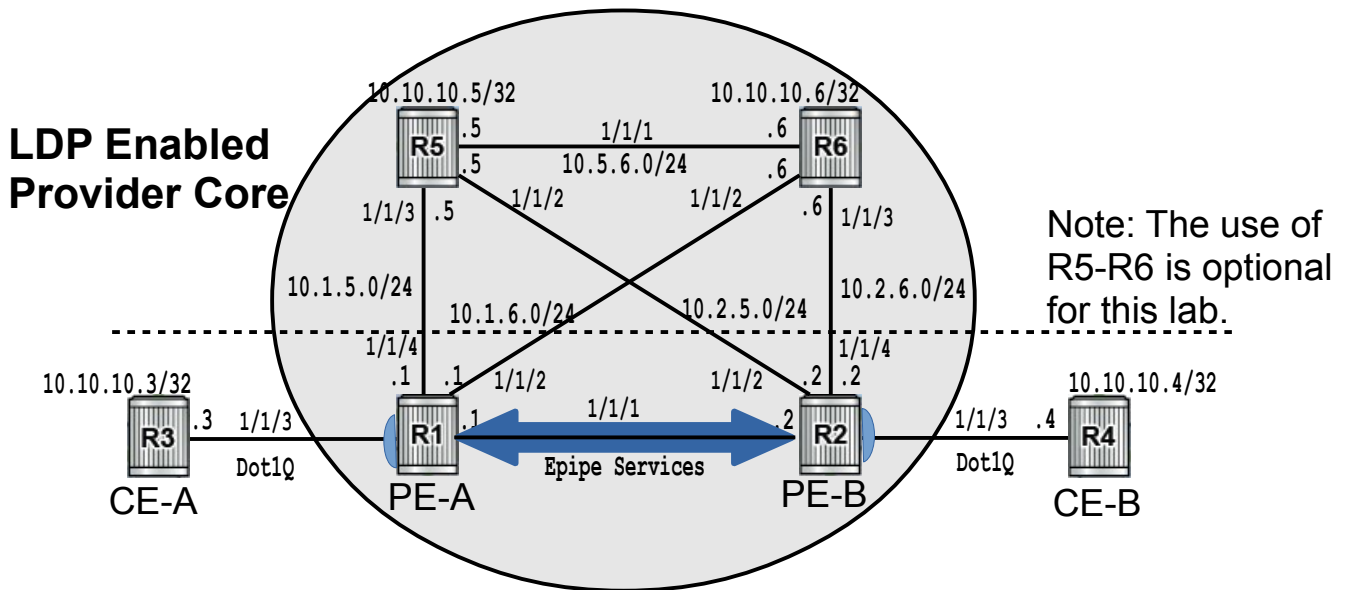 10.10.10.5/32
10.10.10.6/32
LDP Enabled
Provider Core
R5
.5
1/1/1
.6
R6
.5
10.5.6.0/24
.6
1/1/3
.5
1/1/2
1/1/2
.6
1/1/3
Note: The use of
R5-R6 is optional
for this lab.
10.1.5.0/24
10.1.6.0/24
10.2.5.0/24
10.2.6.0/24
1/1/4
1/1/4
10.10.10.3/32
.1
.1
1/1/2
1/1/2
.2
.2
10.10.10.4/32
R3
.3
1/1/3
Dot1Q
R1
.1
1/1/1
.2
R2
1/1/3
.4
R4
Epipe Services
Dot1Q
CE-A
PE-A
PE-B
CE-B